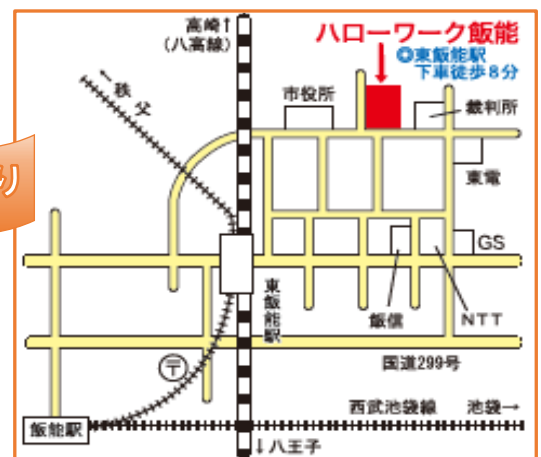 高崎↑
(八高線)
ハローワーク飯能
◎東飯能駅
下車徒歩8分
←秩父
市役所
裁判所
り
東電
GS
東飯能駅
飯信
NTT
〒
国道299号
西武池袋線 池袋→
飯能駅
↓八王子